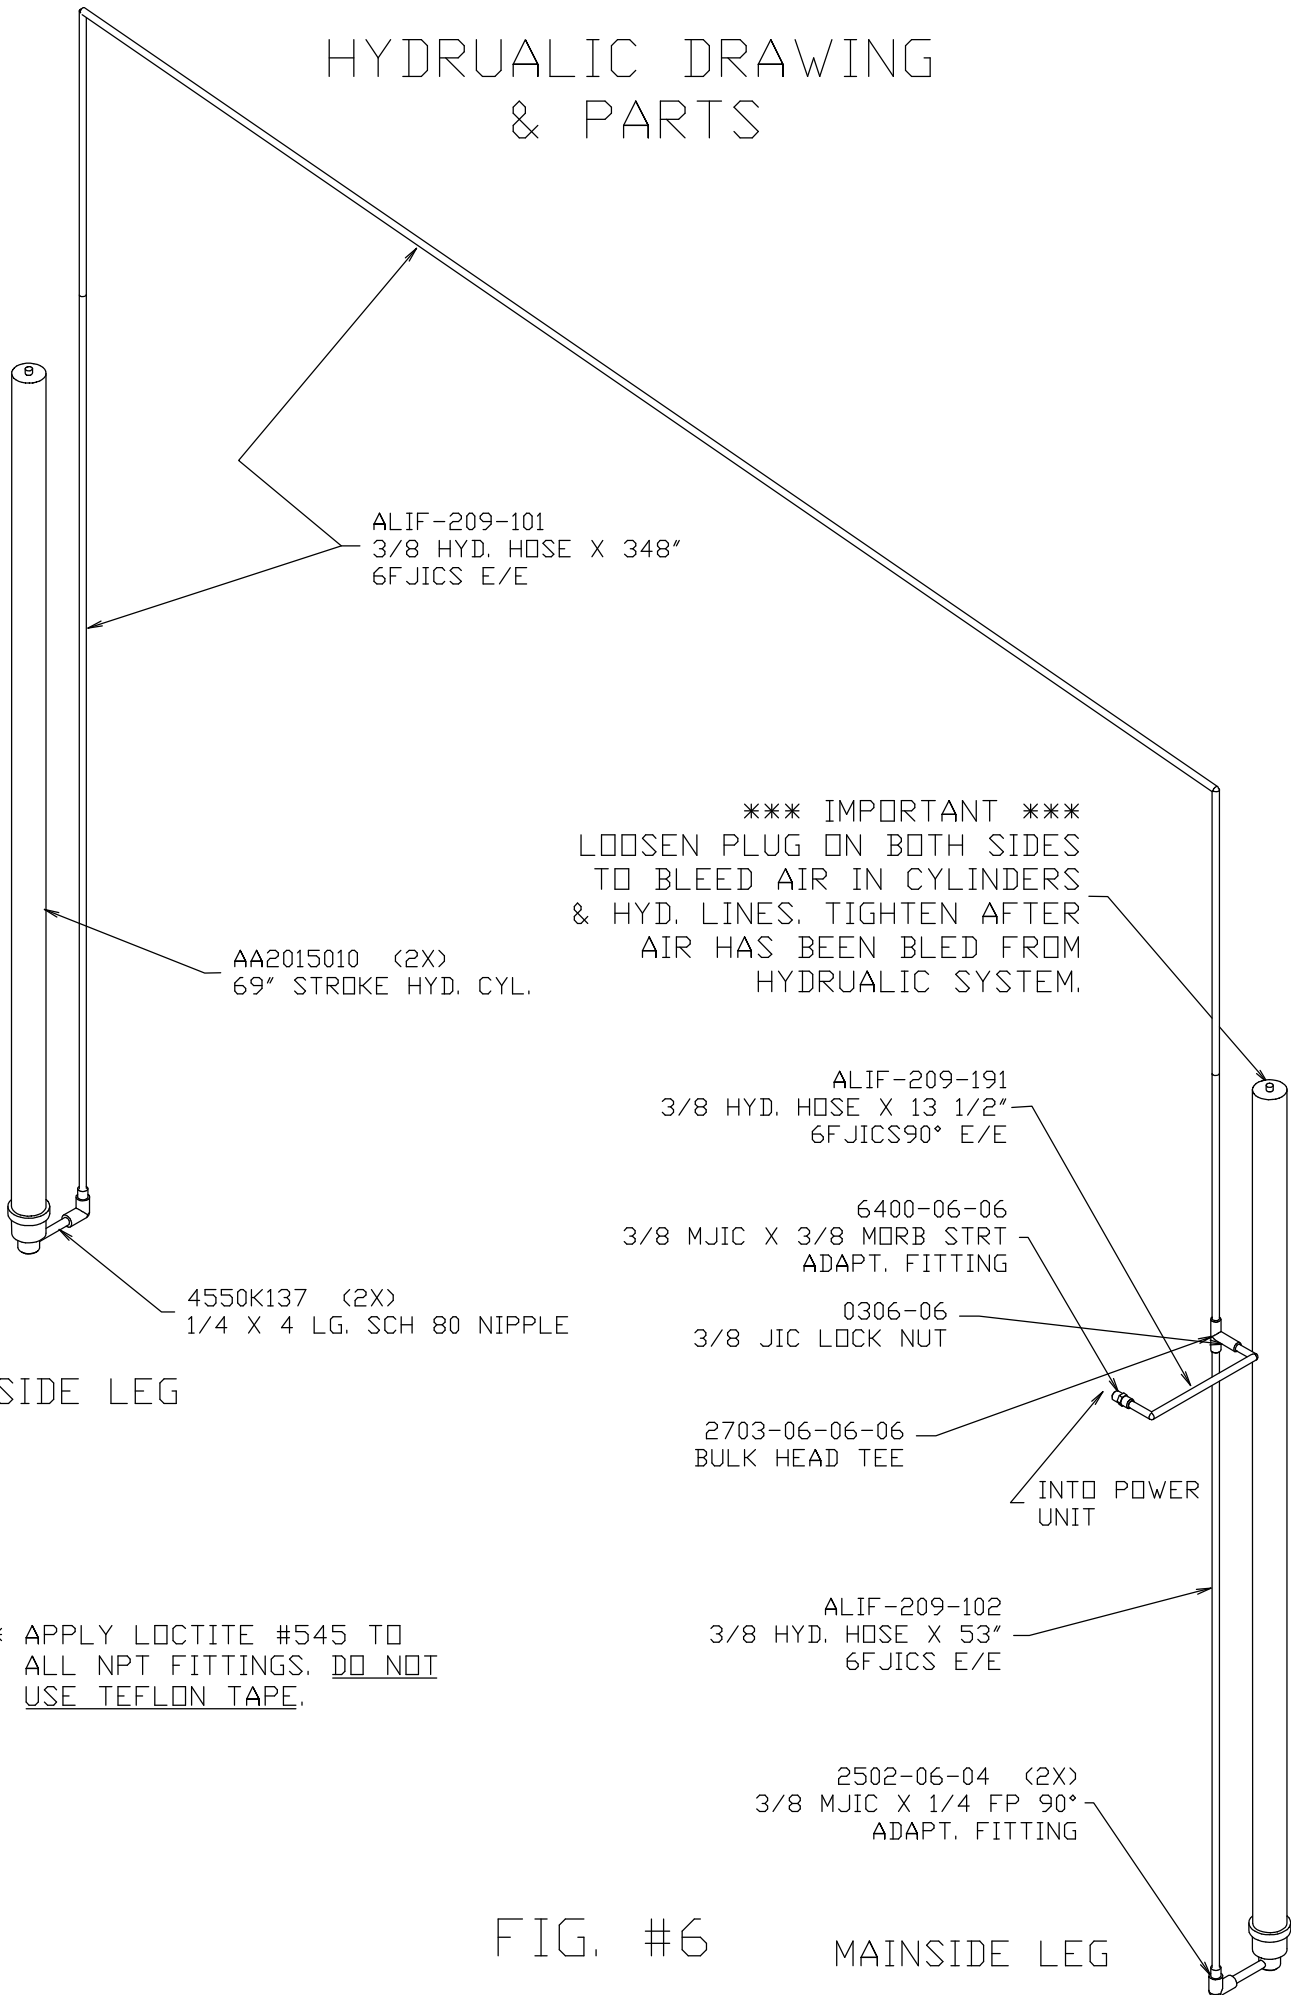 HYDRUALIC DRAWING
& PARTS
ALIF-209-101
3/8 HYD. HOSE X 348"
6FJICS E/E
*** IMPORTANT ***
LOOSEN PLUG ON BOTH SIDES
TO BLEED AIR IN CYLINDERS
& HYD. LINES. TIGHTEN AFTER
AIR HAS BEEN BLED FROM
HYDRUALIC SYSTEM.
AA2015010 (2X)
69" STROKE HYD. CYL.
ALIF-209-191
3/8 HYD. HOSE X 13 1/2"
6FJICS90° E/E
6400-06-06
3/8 MJIC X 3/8 MORB STRT
ADAPT. FITTING
4550K137 (2X)
1/4 X 4 LG. SCH 80 NIPPLE
0306-06
3/8 JIC LOCK NUT
SIDE LEG
2703-06-06-06
BULK HEAD TEE
INTO POWER
UNIT
* APPLY LOCTITE #545 TO
ALL NPT FITTINGS. DO NOT
USE TEFLON TAPE.
ALIF-209-102
3/8 HYD. HOSE X 53"
6FJICS E/E
2502-06-04 (2X)
3/8 MJIC X 1/4 FP 90°
ADAPT. FITTING
FIG. #6
MAINSIDE LEG